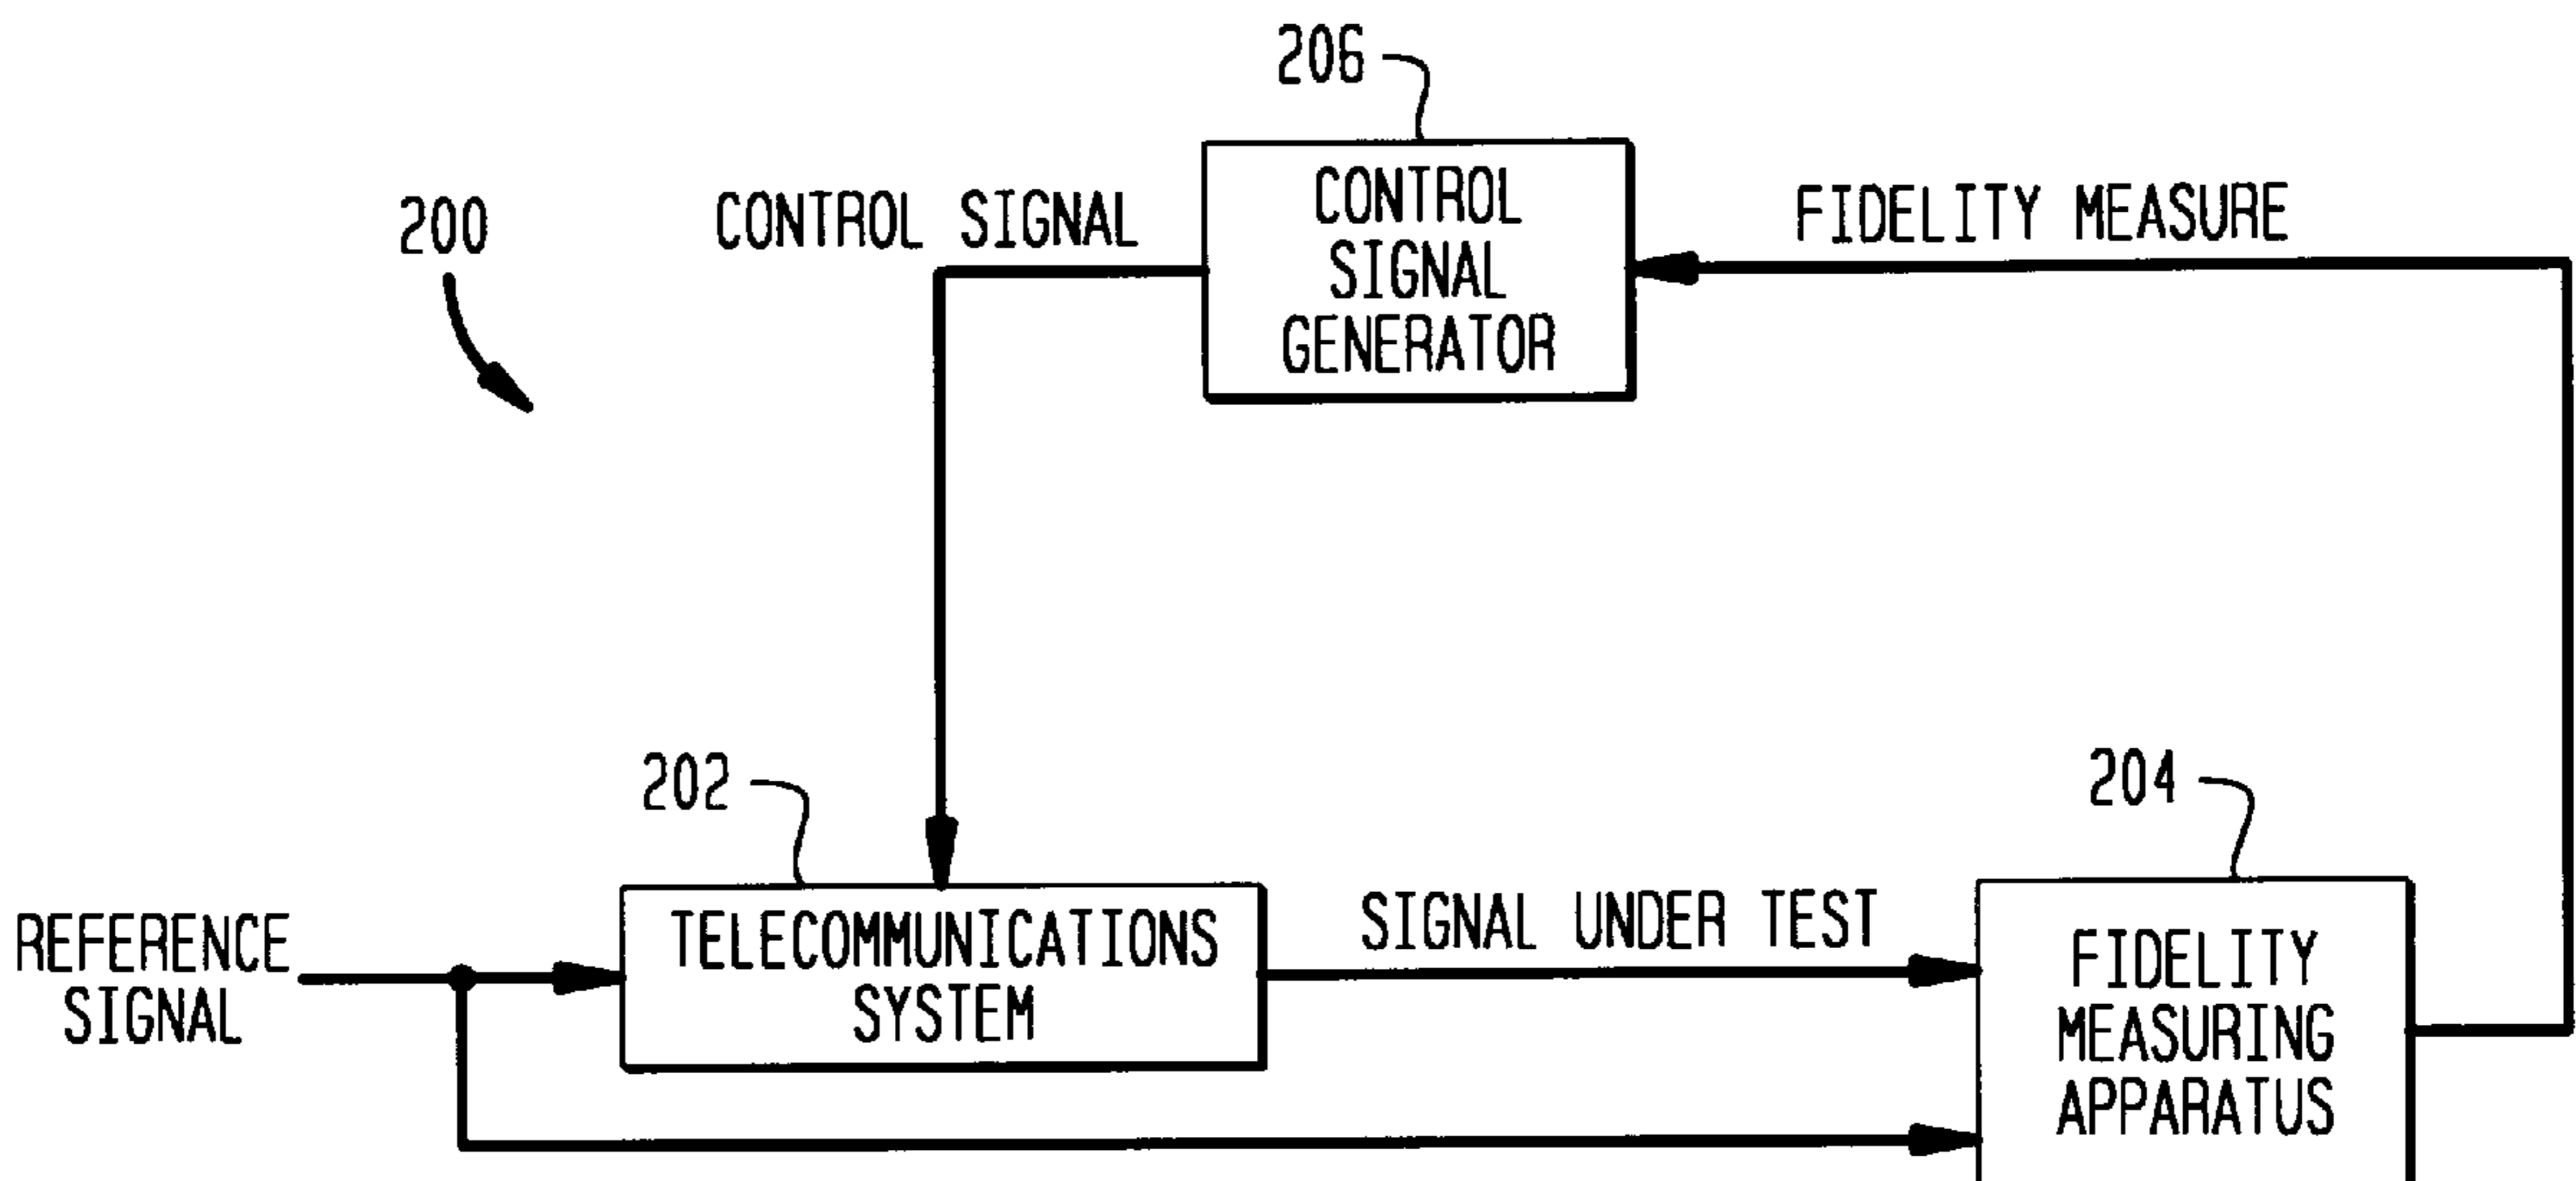 206
200
CONTROL SIGNAL
CONTROL
SIGNAL
GENERATOR
FIDELITY MEASURE
202
204
REFERENCE
SIGNAL
TELECOMMUNICATIONS
SYSTEM
SIGNAL UNDER TEST
FIDELITY
MEASURING
APPARATUS